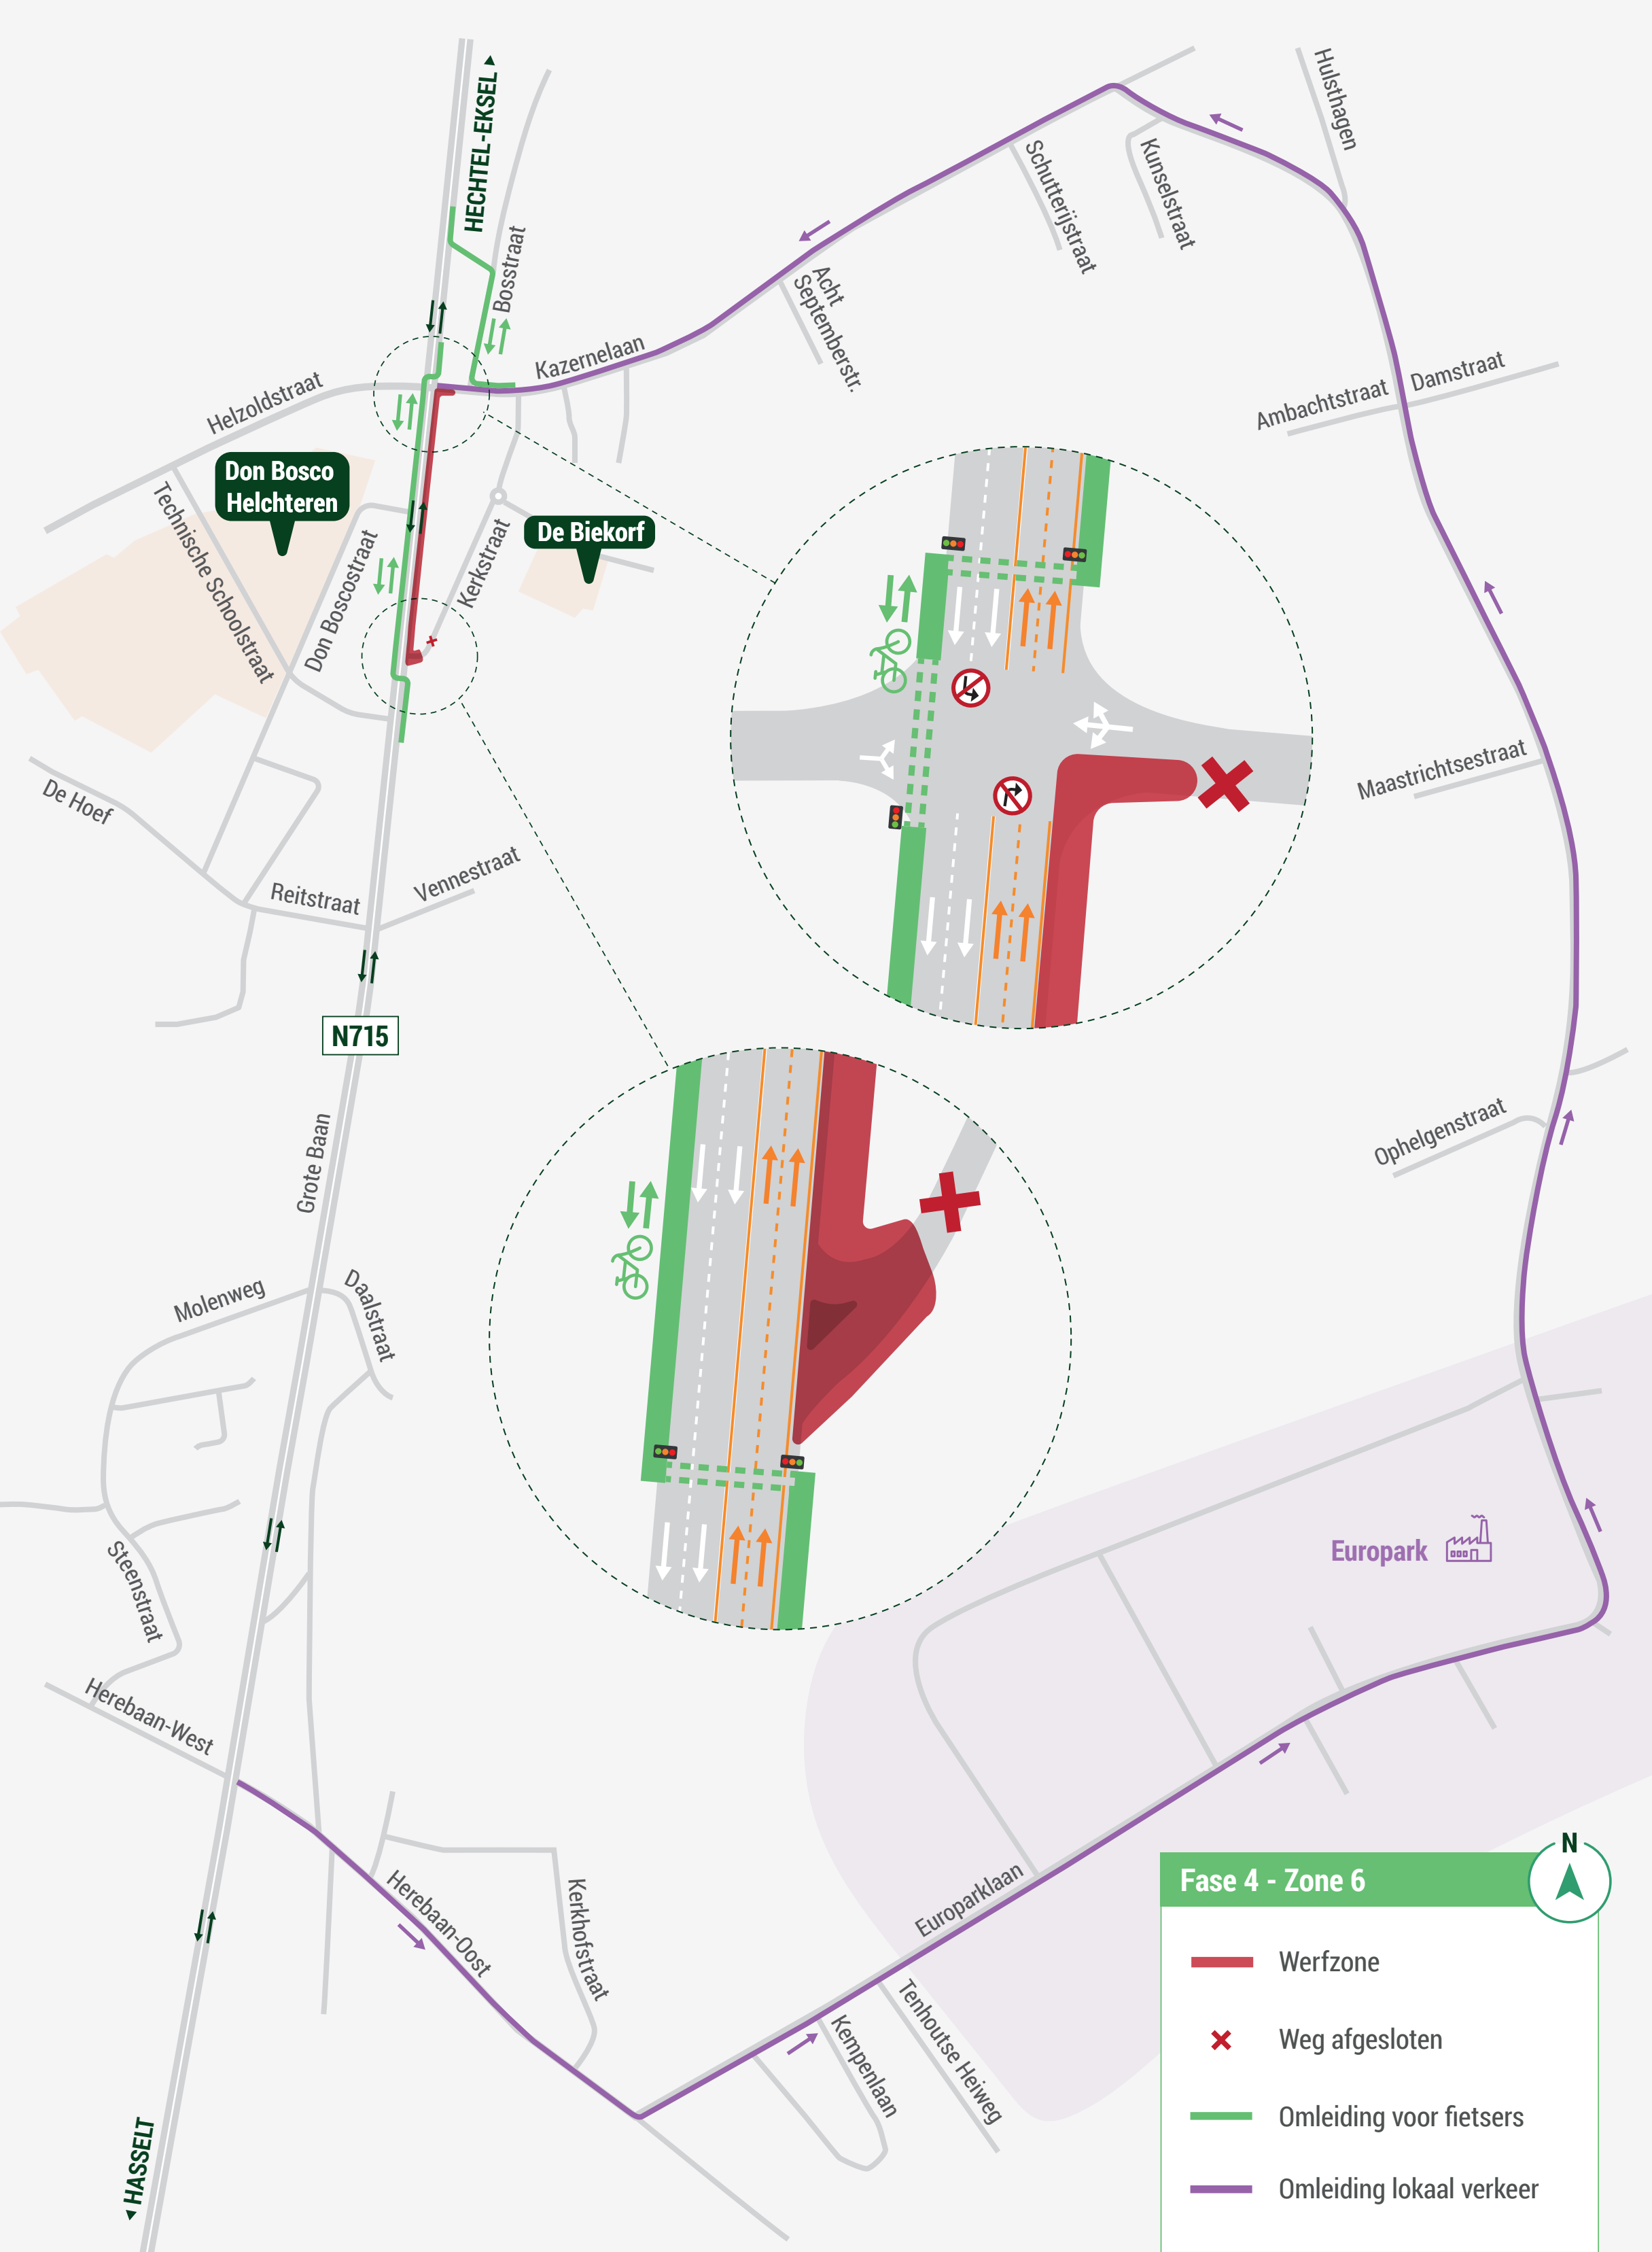 HECHTEL-EKSEL
Hulsthagen
Schutterijstraat
Kunselstraat
Bosstraat
Acht
Septemberstr.
Kazernelaan
Helzoldstraat
Ambachtstraat
Damstraat
Don Bosco
Helchteren
De Biekorf
Technische Schoolstraat
Don Boscostraat
Kerkstraat
De Hoef
Maastrichtsestraat
Reitstraat
Vennestraat
N715
Grote Baan
Ophelgenstraat
Molenweg
Daalstraat
Steenstraat
Europark
Herebaan-West
Herebaan-Oost
Kerkhofstraat
Europarklaan
Tenhoutse Heiweg
Kempenlaan
HASSELT
N
Fase 4 - Zone 6
Werfzone
Weg afgesloten
Omleiding voor fietsers
Omleiding lokaal verkeer